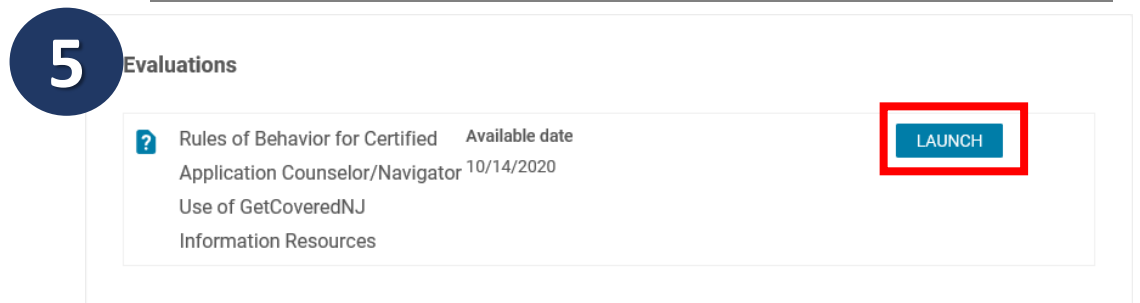 5
Evaluations
?
Rules of Behavior for Certified
Application Counselor/Navigator
Use of GetCoveredNJ
Information Resources
Available date
10/14/2020
LAUNCH